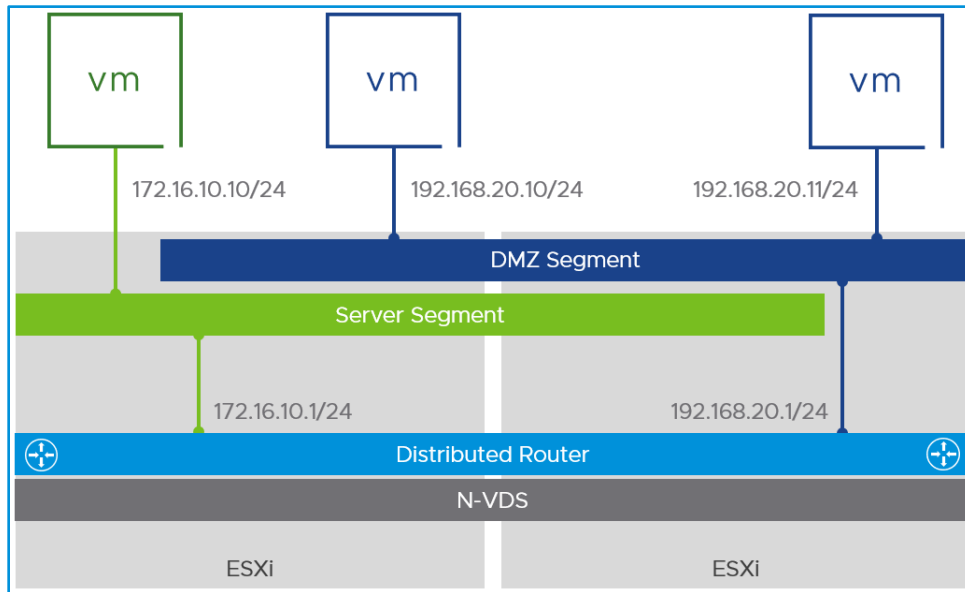 vm
vm
vm
172.16.10.10/24
192.168.20.10/24
192.168.20.11/24
DMZ Segment
Server Segment
172.16.10.1/24
192.168.20.1/24
Distributed Router
N-VDS
ESXi
ESXi